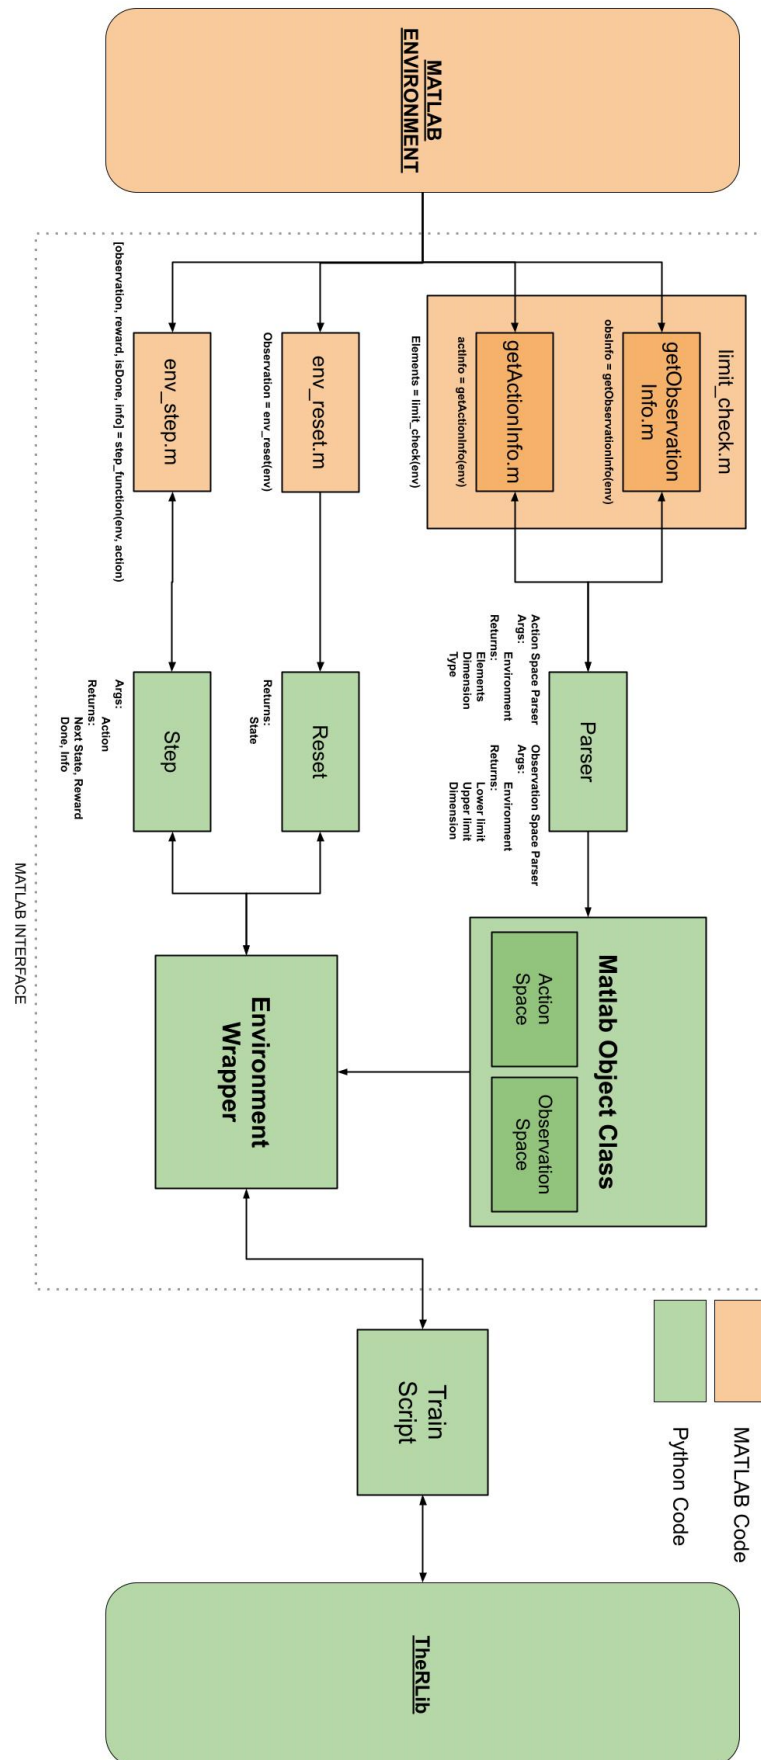 MATLAB
ENVIRONMENT
limit_check.m
getObservation
Info.m
obsInfo = getObservationInfo(env)
getActionInfo.m
actInfo = getActionInfo(env)
Elements = limit_check(env)
env_reset.m
Observation = env_reset(env)
env_step.m
[observation, reward, isDone, info] = step_function(env, action)
Parser
Action Space Parser
Args:
Environment
Returns:
Elements
Dimension
Type
Observation Space Parser
Args:
Environment
Returns:
Lower limit
Upper limit
Dimension
Reset
Returns:
State
Step
Args:
Action
Returns:
Next State, Reward
Done, Info
Matlab Object Class
Action
Space
Observation
Space
Environment
Wrapper
MATLAB INTERFACE
Train
Script
MATLAB Code
Python Code
TheRLib